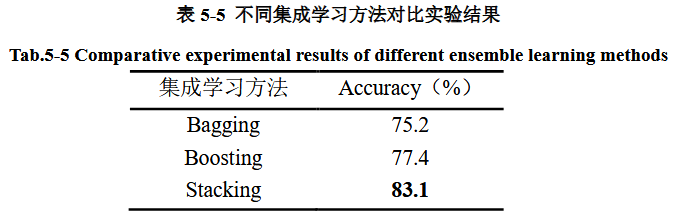 表 5-5 不同集成学习方法对比实验结果
Tab.5-5 Comparative experimental results of different ensemble learning methods
集成学习方法 Accuracy（%）
Bagging 75.2
Boosting 77.4
Stacking 83.1